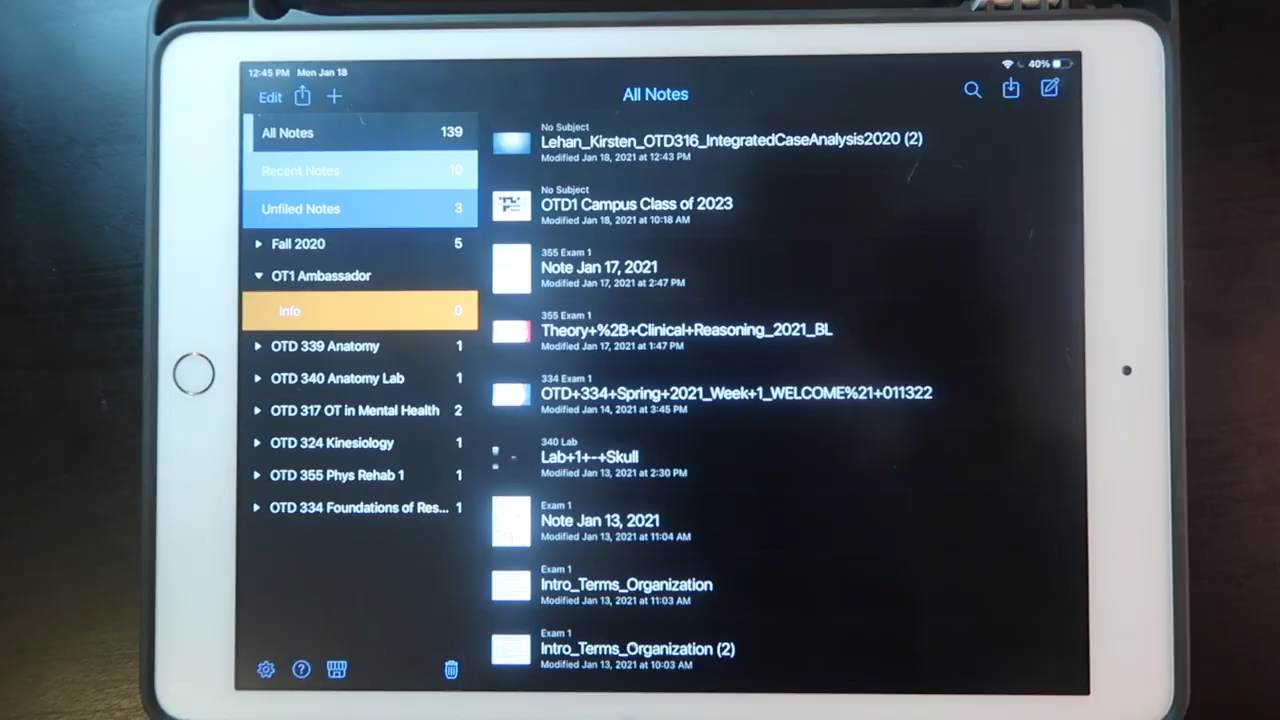 12:45 PM Mon Jan 18
40%
Edit
All Notes
All Notes 139
Recent Notes 10
Unfiled Notes 3
Fall 2020 5
OT1 Ambassador
Info 0
OTD 339 Anatomy 1
OTD 340 Anatomy Lab 1
OTD 317 OT in Mental Health 2
OTD 324 Kinesiology 1
OTD 355 Phys Rehab 1 1
OTD 334 Foundations of Res... 1
No Subject
Lehan_Kirsten_OTD316_IntegratedCaseAnalysis2020 (2)
Modified Jan 18, 2021 at 12:43 PM
No Subject
OTD1 Campus Class of 2023
Modified Jan 18, 2021 at 10:18 AM
355 Exam 1
Note Jan 17, 2021
Modified Jan 17, 2021 at 2:47 PM
355 Exam 1
Theory+%2B+Clinical+Reasoning_2021_BL
Modified Jan 17, 2021 at 1:47 PM
334 Exam 1
OTD+334+Spring+2021_Week+1_WELCOME%21+011322
Modified Jan 14, 2021 at 3:45 PM
340 Lab
Lab+1+-+Skull
Modified Jan 13, 2021 at 2:30 PM
Exam 1
Note Jan 13, 2021
Modified Jan 13, 2021 at 11:04 AM
Exam 1
Intro_Terms_Organization
Modified Jan 13, 2021 at 11:03 AM
Exam 1
Intro_Terms_Organization (2)
Modified Jan 13, 2021 at 10:03 AM